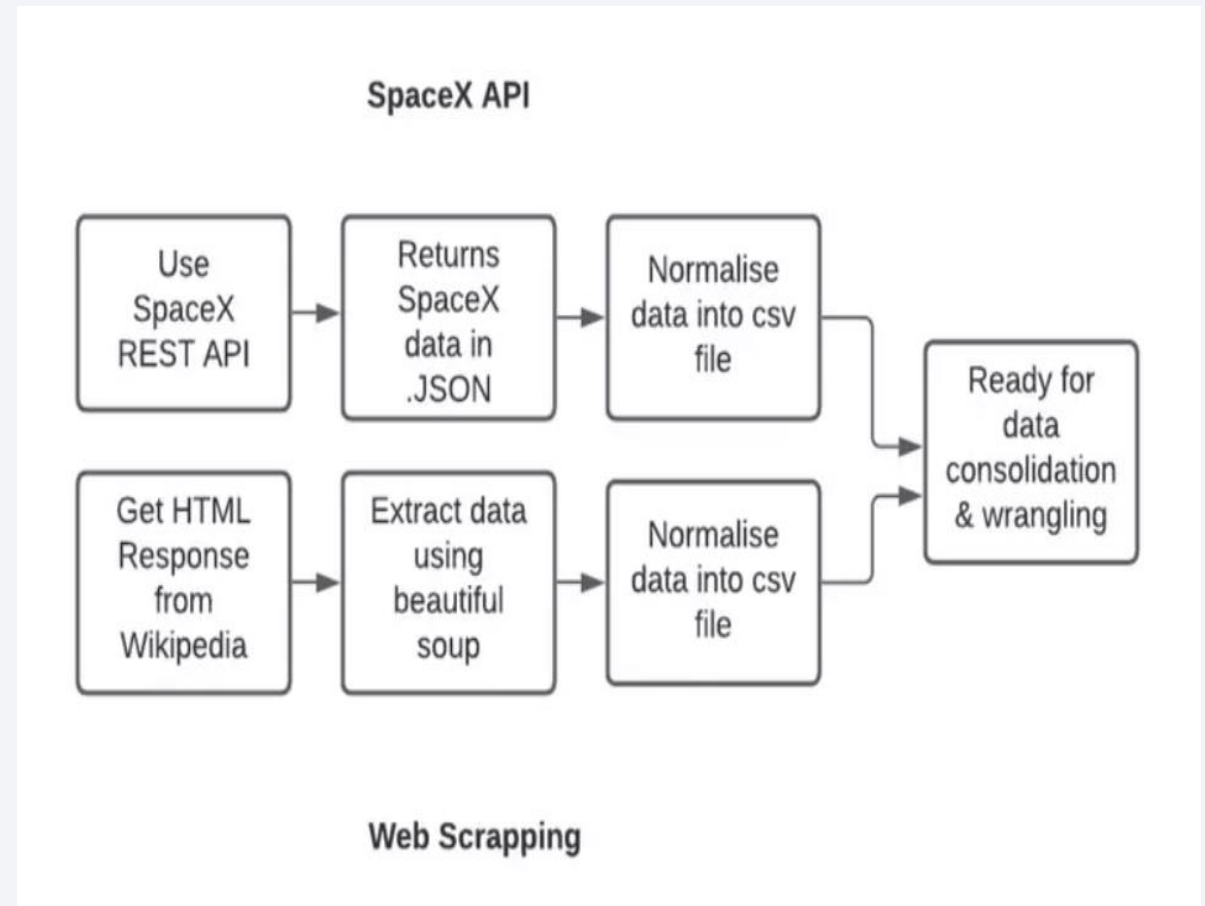 SpaceX API
Use
SpaceX
REST API
Returns
SpaceX
data in
.JSON
Normalise
data into csv
file
Ready for
data
consolidation
& wrangling
Get HTML
Response
from
Wikipedia
Extract data
using
beautiful
soup
Normalise
data into csv
file
Web Scrapping